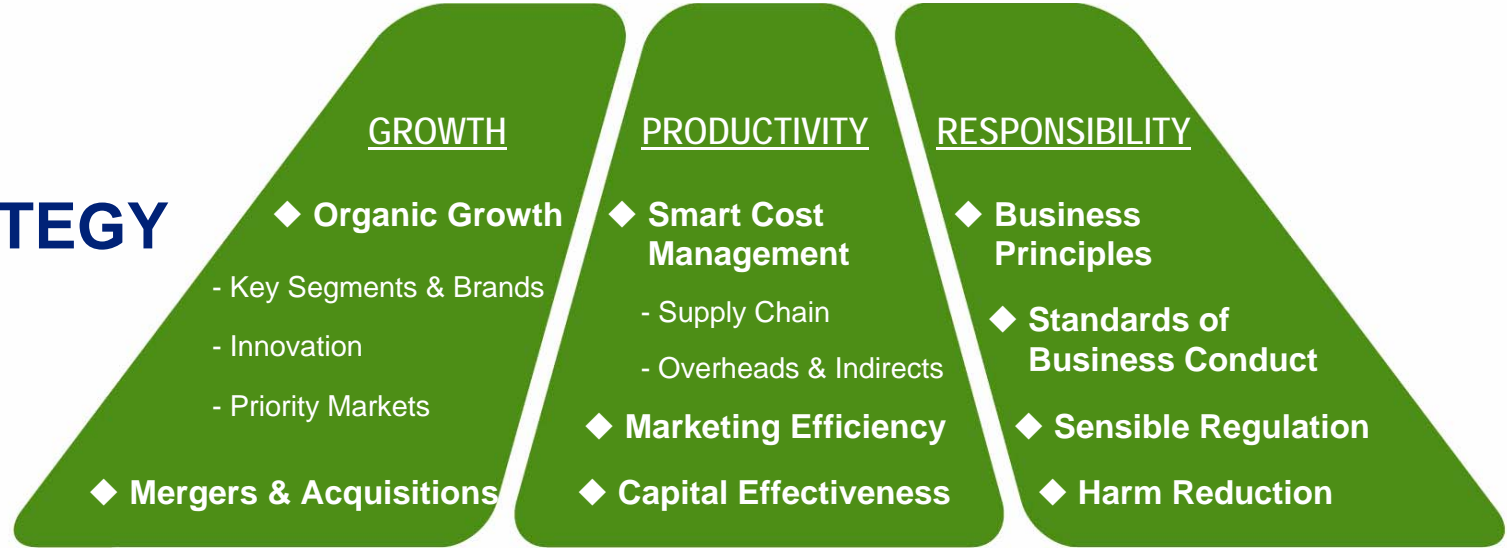 TEGY
GROWTH
◆ Organic Growth
- Key Segments & Brands
- Innovation
- Priority Markets
◆ Mergers & Acquisitions
PRODUCTIVITY
◆ Smart Cost
Management
- Supply Chain
- Overheads & Indirects
◆ Marketing Efficiency
◆ Capital Effectiveness
RESPONSIBILITY
◆ Business
Principles
◆ Standards of
Business Conduct
◆ Sensible Regulation
◆ Harm Reduction